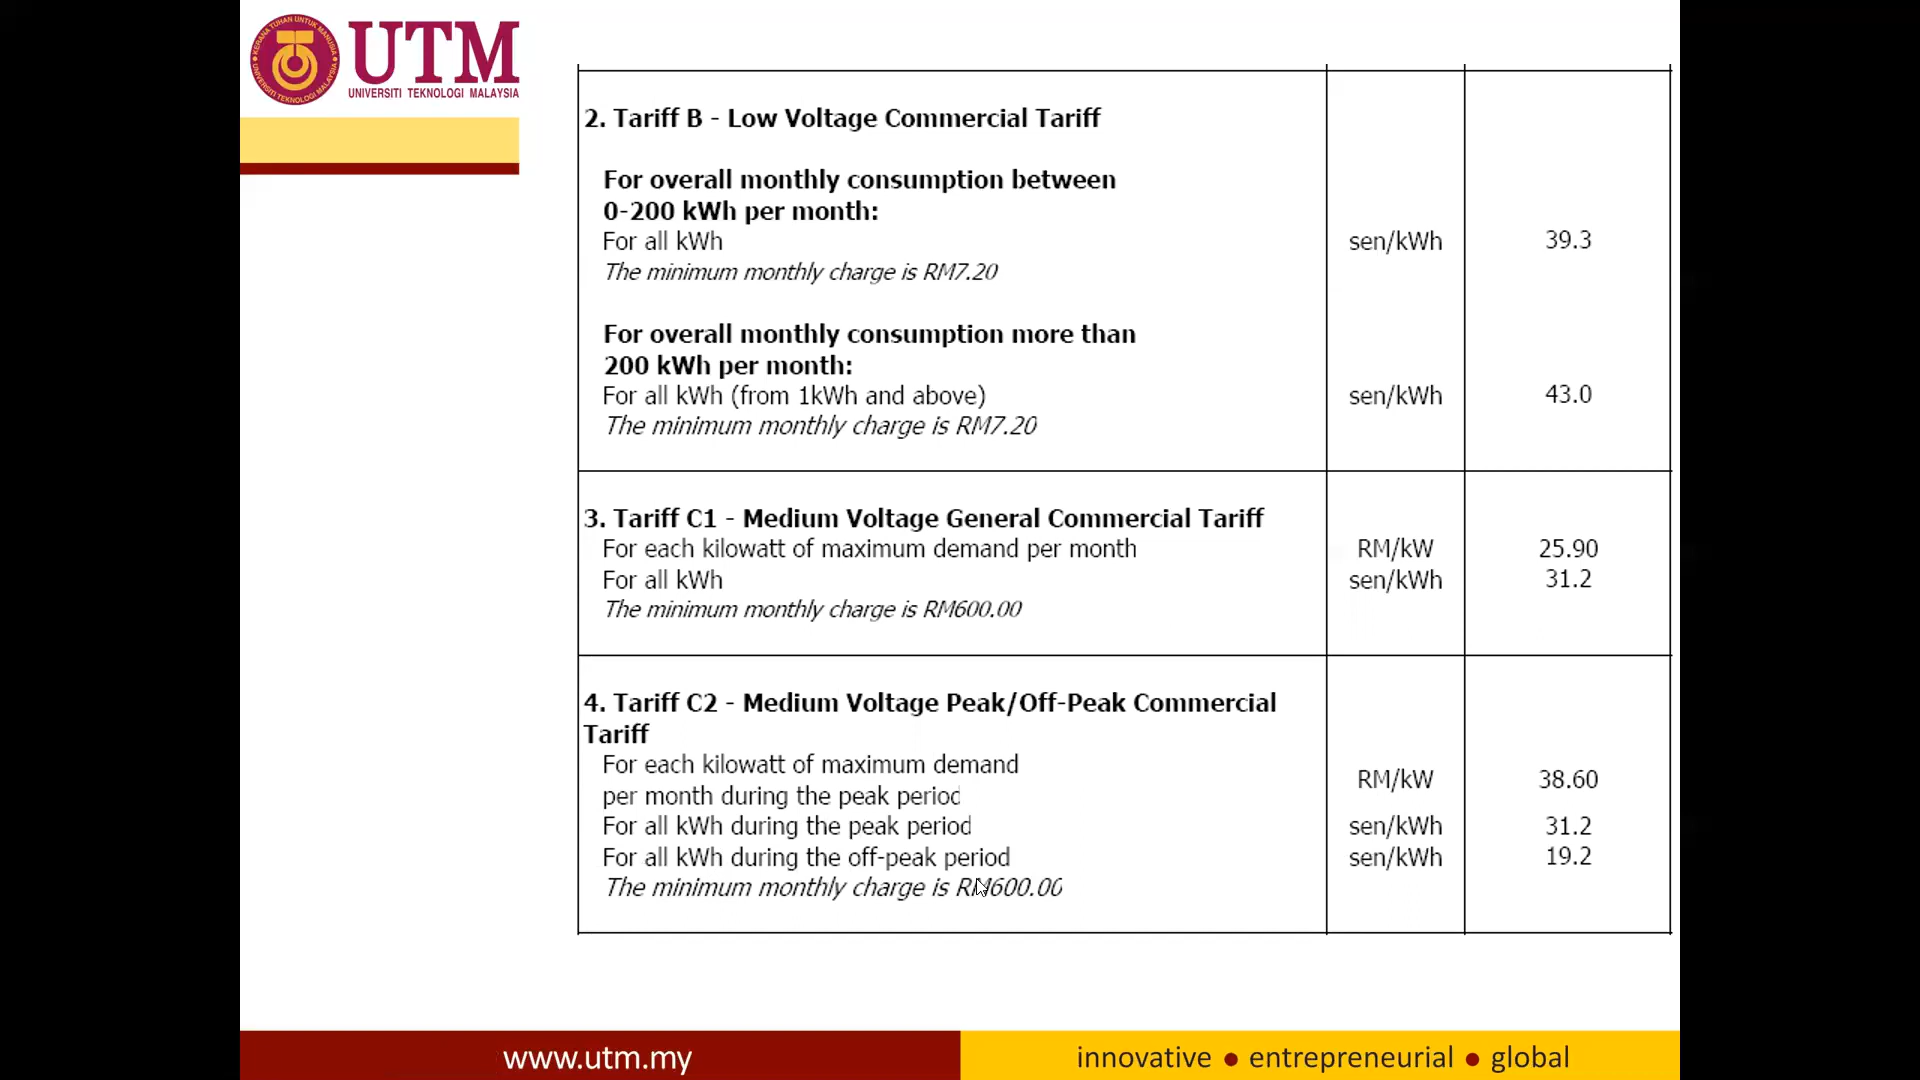 KERANA TUHAN UNTUK MANUSIA
UNIVERSITI TEKNOLOGI MALAYSIA
UTM
UNIVERSITI TEKNOLOGI MALAYSIA
2. Tariff B - Low Voltage Commercial Tariff
For overall monthly consumption between
0-200 kWh per month:
For all kWh sen/kWh 39.3
The minimum monthly charge is RM7.20
For overall monthly consumption more than
200 kWh per month:
For all kWh (from 1kWh and above) sen/kWh 43.0
The minimum monthly charge is RM7.20
3. Tariff C1 - Medium Voltage General Commercial Tariff
For each kilowatt of maximum demand per month RM/kW 25.90
For all kWh sen/kWh 31.2
The minimum monthly charge is RM600.00
4. Tariff C2 - Medium Voltage Peak/Off-Peak Commercial
Tariff
For each kilowatt of maximum demand
per month during the peak period RM/kW 38.60
For all kWh during the peak period sen/kWh 31.2
For all kWh during the off-peak period sen/kWh 19.2
The minimum monthly charge is RM600.00
www.utm.my
innovative ● entrepreneurial ● global